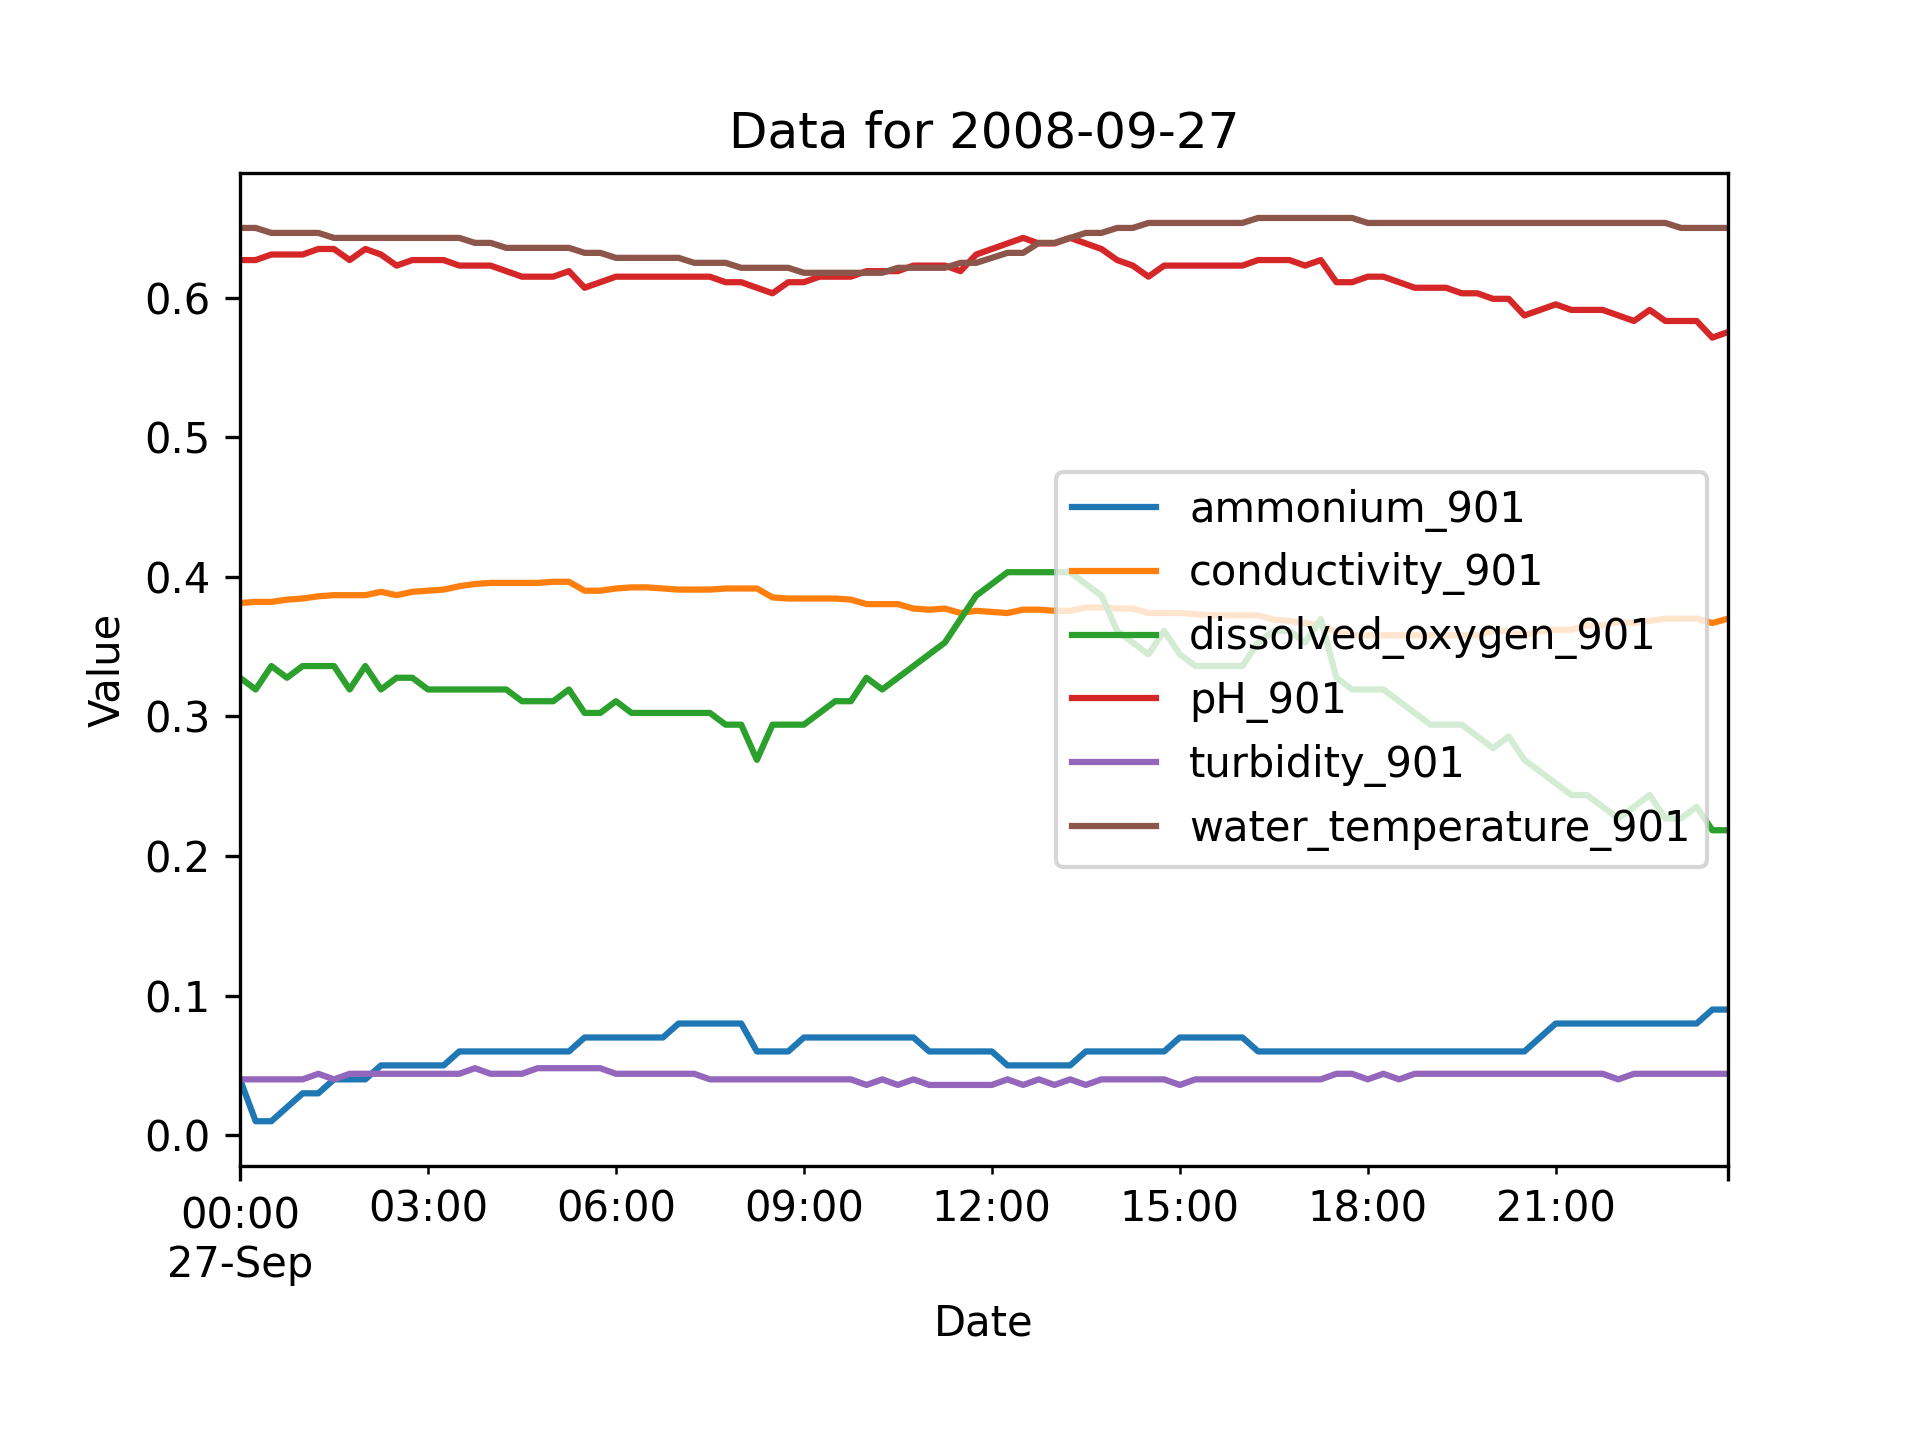 Data for 2008-09-27
Value
0.6
0.5
0.4
0.3
0.2
0.1
0.0
ammonium_901
conductivity_901
dissolved_oxygen_901
pH_901
turbidity_901
water_temperature_901
00:00 03:00 06:00 09:00 12:00 15:00 18:00 21:00
27-Sep
Date